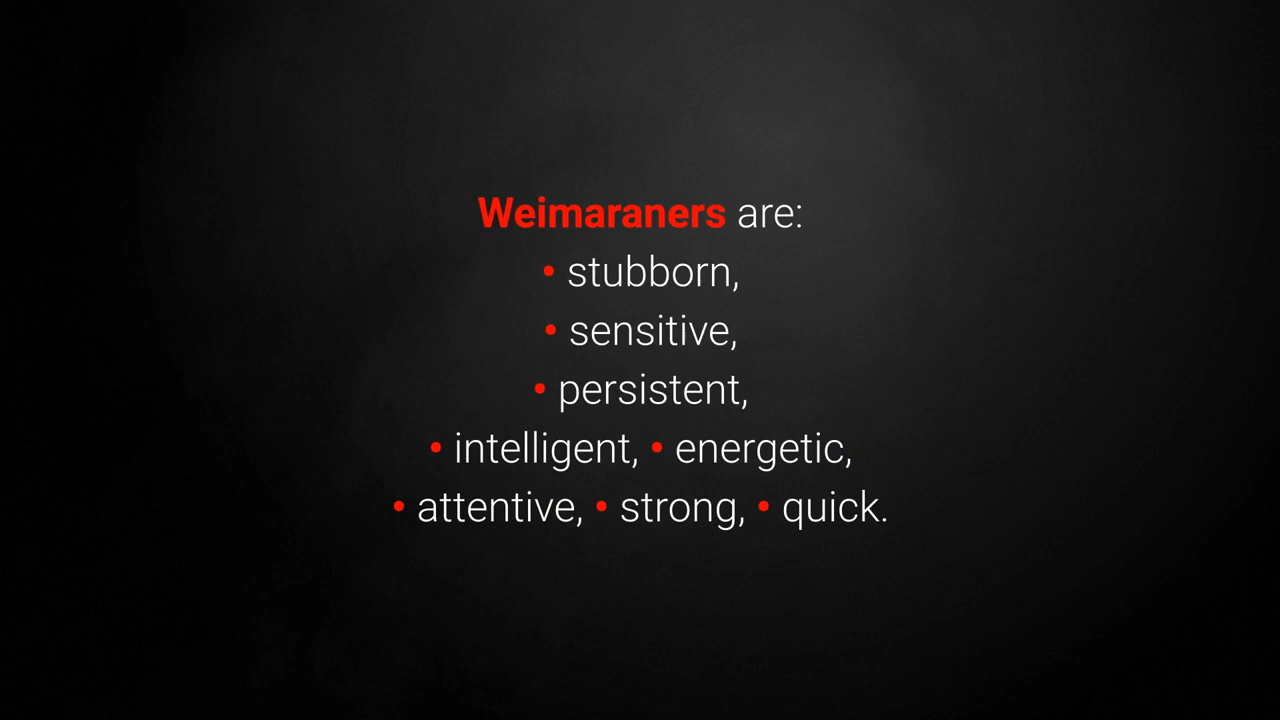 Weimaraners are:
• stubborn,
• sensitive,
• persistent,
• intelligent, • energetic,
• attentive, • strong, • quick.